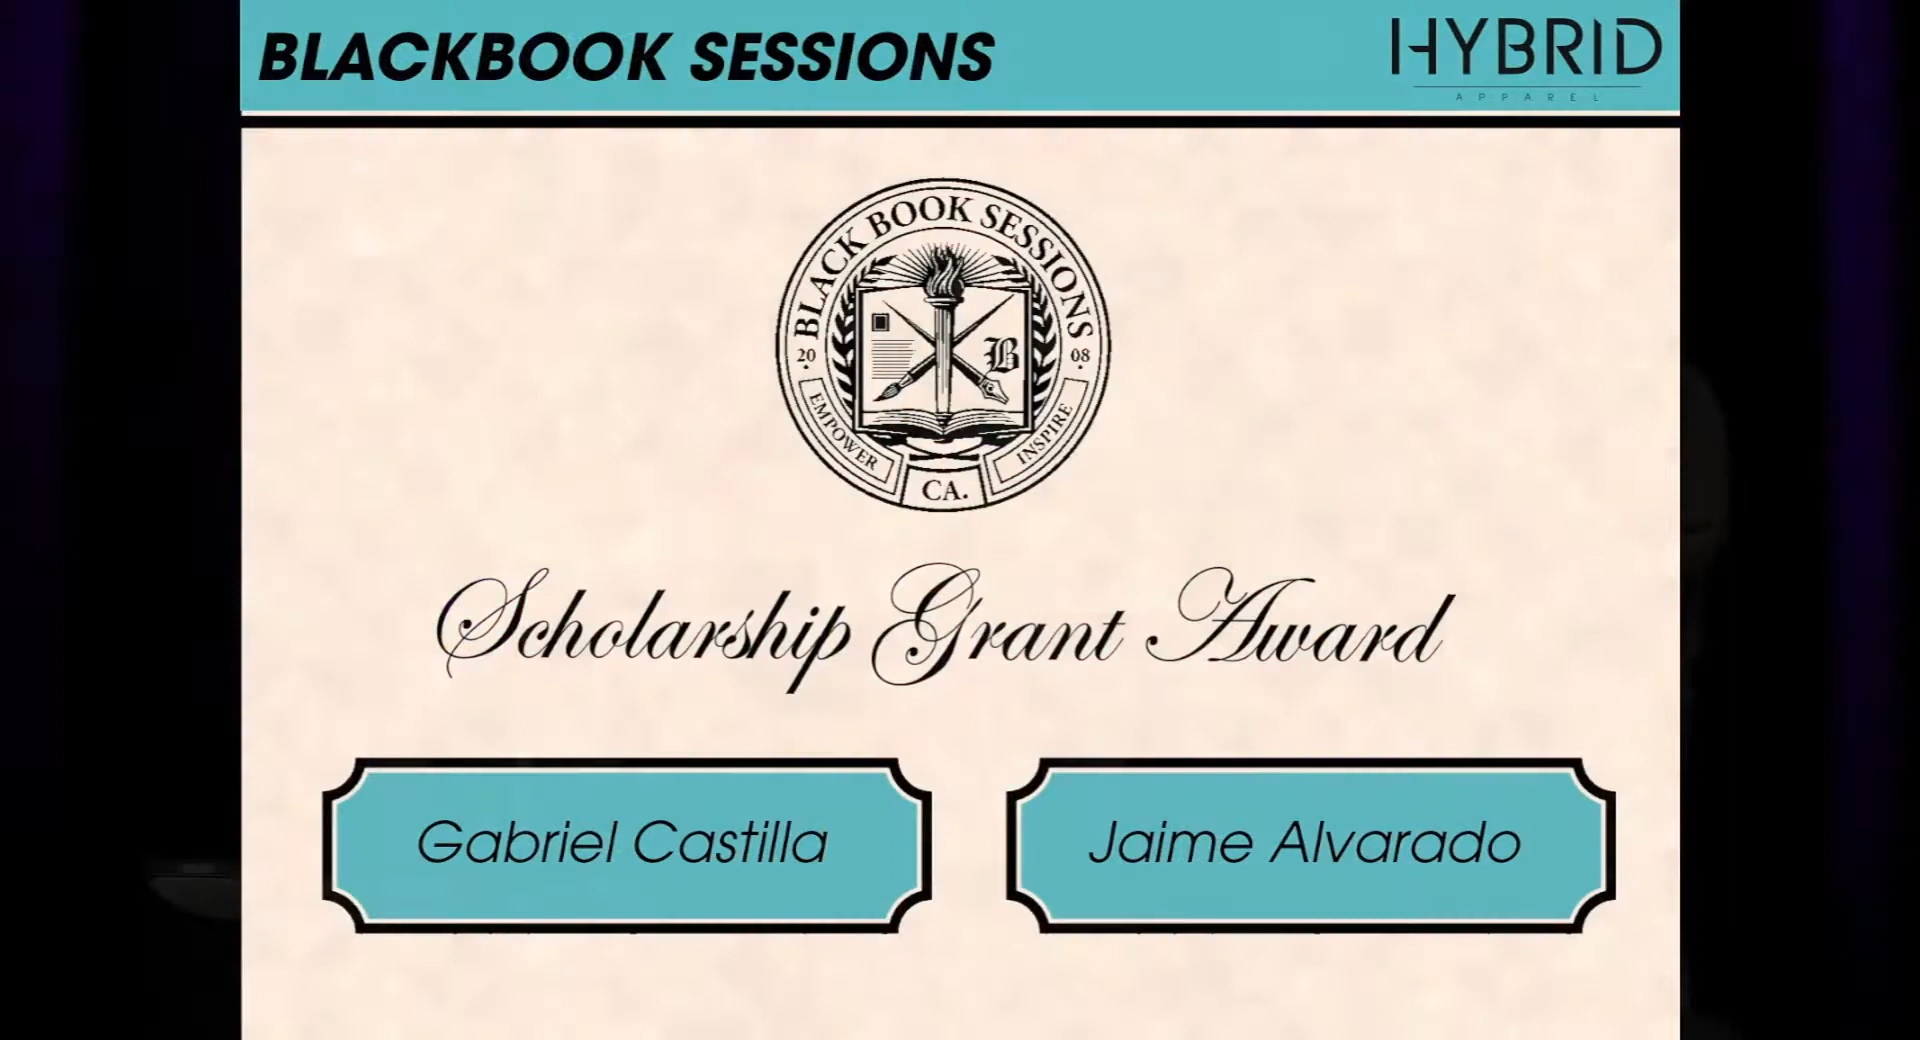 BLACKBOOK SESSIONS
HYBRID
APPAREL
BLACK BOOK SESSIONS
20 08
B
EMPOWER
INSPIRE
CA.
Scholarship Grant Award
Gabriel Castilla
Jaime Alvarado